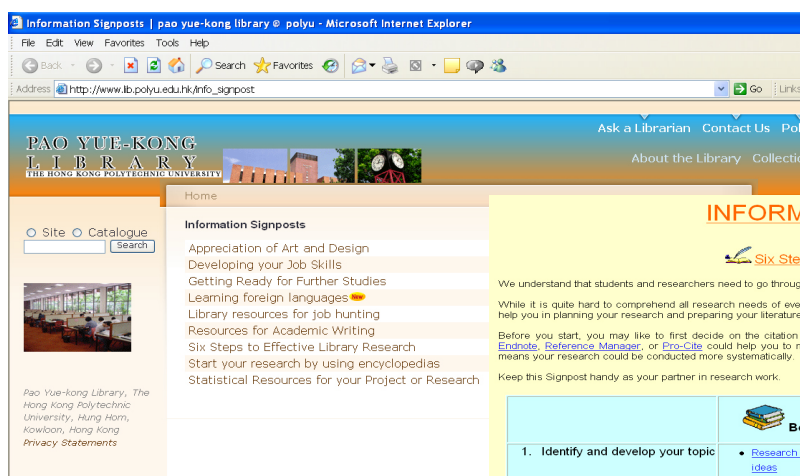 Information Signposts | pao yue-kong library @ polyu - Microsoft Internet Explorer
File Edit View Favorites Tools Help
Back Search Favorites
Address http://www.lib.polyu.edu.hk/info_signpost Go Links
Ask a Librarian Contact Us Pol
PAO YUE-KONG
LIBRARY
THE HONG KONG POLYTECHNIC UNIVERSITY
About the Library Collecti
Home
Site Catalogue
Search
Information Signposts
Appreciation of Art and Design
Developing your Job Skills
Getting Ready for Further Studies
Learning foreign languages New
Library resources for job hunting
Resources for Academic Writing
Six Steps to Effective Library Research
Start your research by using encyclopedias
Statistical Resources for your Project or Research
Pao Yue-kong Library, The
Hong Kong Polytechnic
University, Hung Hom,
Kowloon, Hong Kong
Privacy Statements
INFORM
Six Ste
We understand that students and researchers need to go throug
While it is quite hard to comprehend all research needs of eve
help you in planning your research and preparing your literature
Before you start, you may like to first decide on the citation
Endnote, Reference Manager, or Pro-Cite could help you to m
means your research could be conducted more systematically.
Keep this Signpost handy as your partner in research work.
Bo
1. Identify and develop your topic
Research
ideas